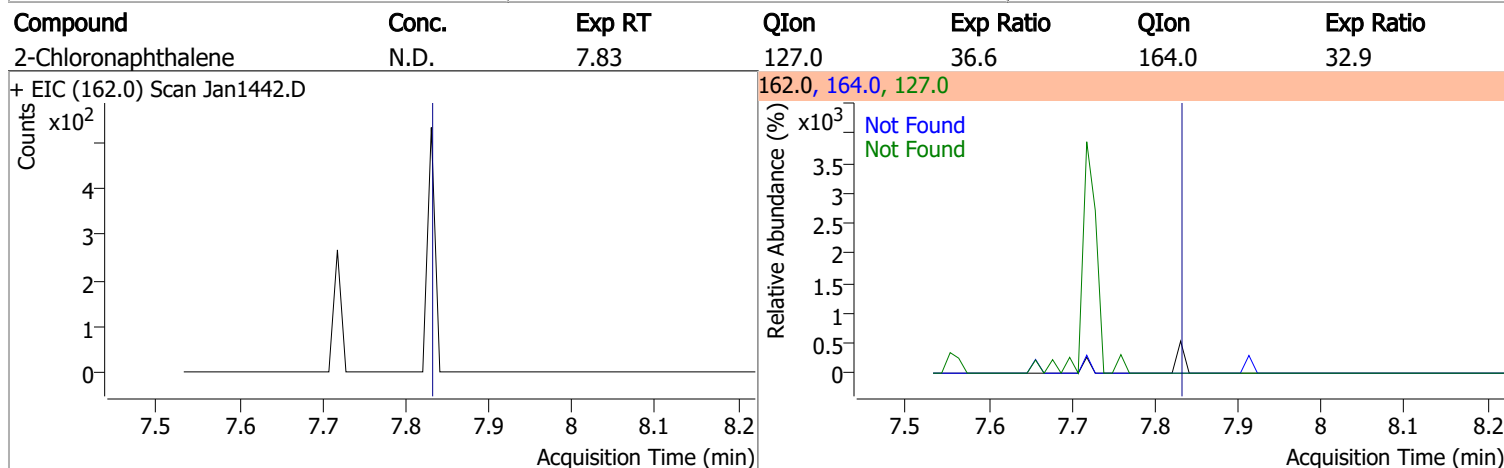 Compound Conc. Exp RT QIon Exp Ratio QIon Exp Ratio
2-Chloronaphthalene N.D. 7.83 127.0 36.6 164.0 32.9
+ EIC (162.0) Scan Jan1442.D
Counts
x10²
4
3
2
1
0
7.5 7.6 7.7 7.8 7.9 8 8.1 8.2
Acquisition Time (min)
162.0, 164.0, 127.0
Relative Abundance (%)
x10³
Not Found
Not Found
3.5
3
2.5
2
1.5
1
0.5
0
7.5 7.6 7.7 7.8 7.9 8 8.1 8.2
Acquisition Time (min)